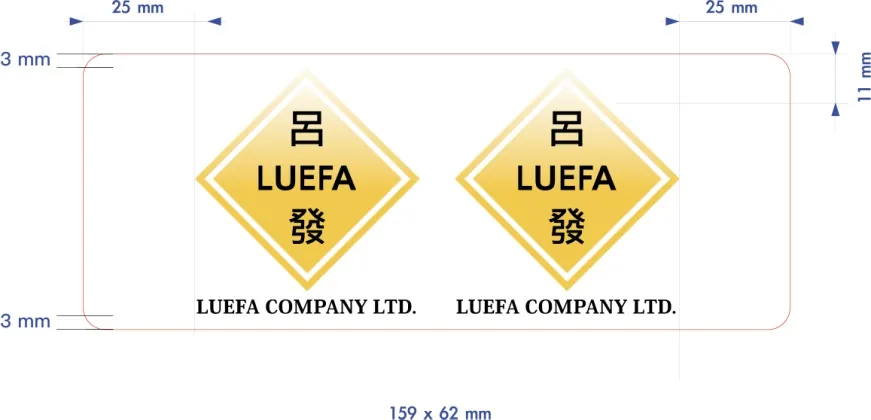 25 mm
25 mm
3 mm
11 mm
呂
LUEFA
發
LUEFA COMPANY LTD.
呂
LUEFA
發
LUEFA COMPANY LTD.
3 mm
159 x 62 mm